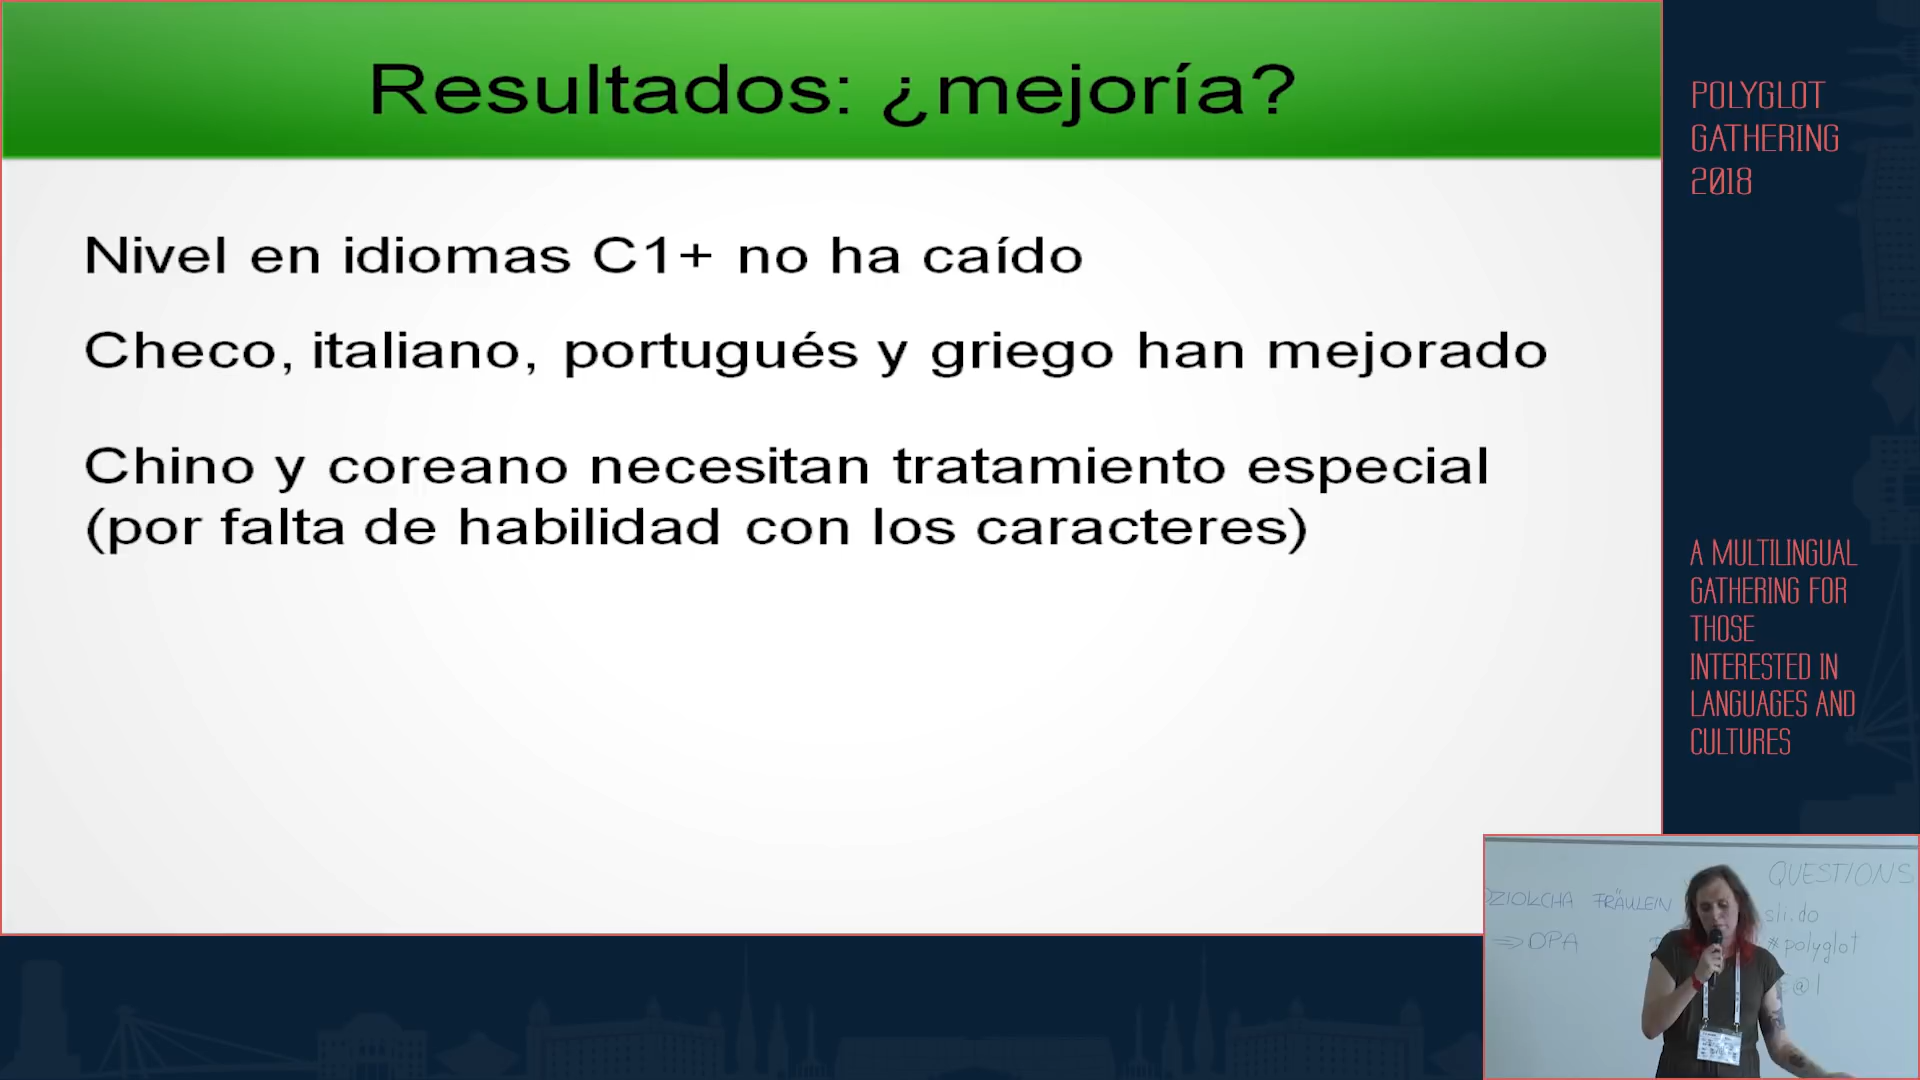 Resultados: ¿mejoría?
Nivel en idiomas C1+ no ha caído
Checo, italiano, portugués y griego han mejorado
Chino y coreano necesitan tratamiento especial
(por falta de habilidad con los caracteres)
POLYGLOT
GATHERING
2018
A MULTILINGUAL
GATHERING FOR
THOSE
INTERESTED IN
LANGUAGES AND
CULTURES
QUESTIONS
FRÄULEIN
sli.do
⇒ DPA
#polyglot